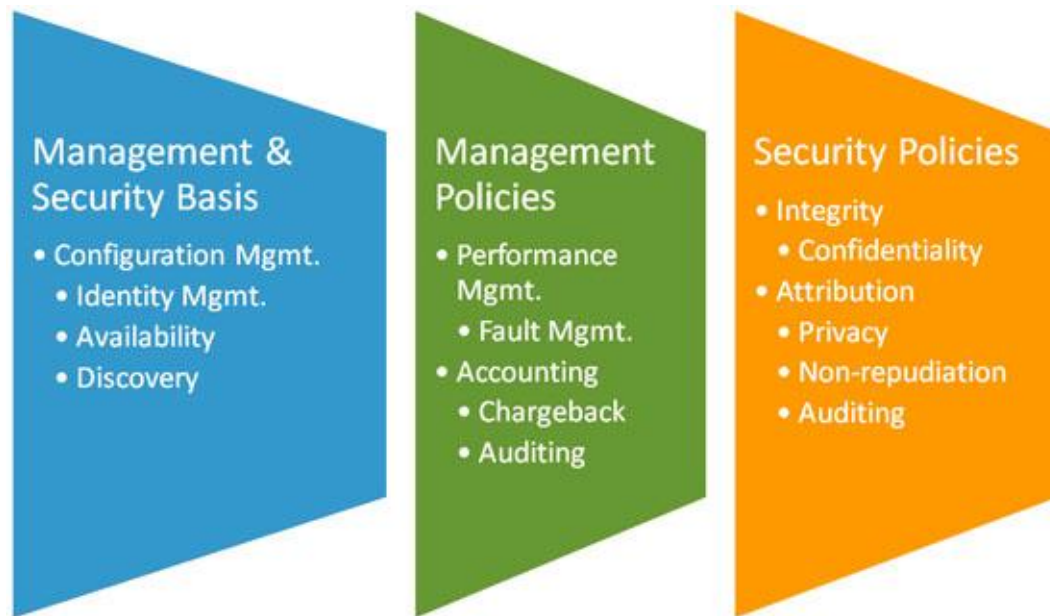 Management &
Security Basis
• Configuration Mgmt.
• Identity Mgmt.
• Availability
• Discovery
Management
Policies
• Performance
Mgmt.
• Fault Mgmt.
• Accounting
• Chargeback
• Auditing
Security Policies
• Integrity
• Confidentiality
• Attribution
• Privacy
• Non-repudiation
• Auditing